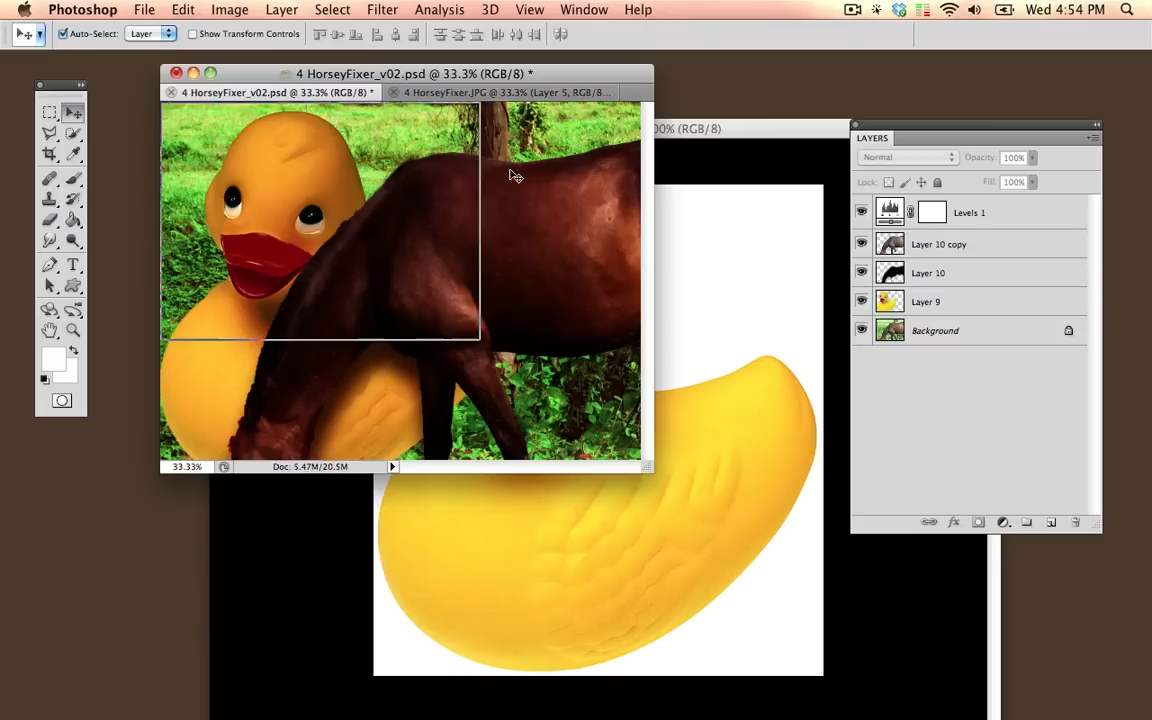 Photoshop File Edit Image Layer Select Filter Analysis 3D View Window Help Wed 4:54 PM
Auto-Select: Layer Show Transform Controls
4 HorseyFixer_v02.psd @ 33.3% (RGB/8) *
4 HorseyFixer_v02.psd @ 33.3% (RGB/8) * 4 HorseyFixer.JPG @ 33.3% (Layer 5, RGB/8...
00% (RGB/8)
LAYERS
Normal Opacity: 100%
Lock: Fill: 100%
Levels 1
Layer 10 copy
Layer 10
Layer 9
Background
T
33.33% Doc: 5.47M/20.5M
fx